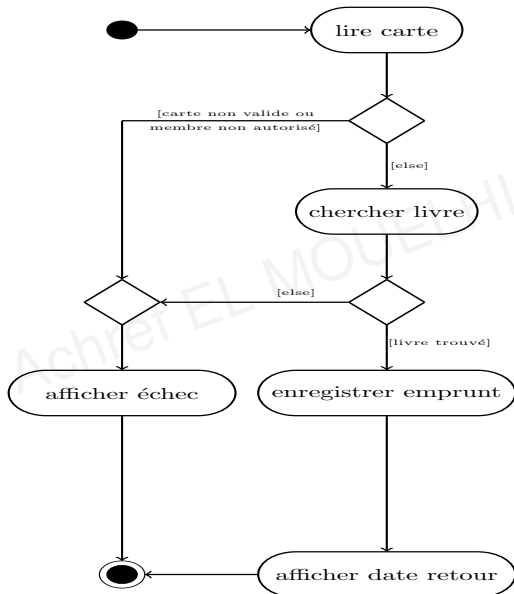 lire carte
[carte non valide ou
membre non autorisé]
[else]
chercher livre
[else]
[livre trouvé]
afficher échec
enregistrer emprunt
afficher date retour
Achref EL MOUELHI